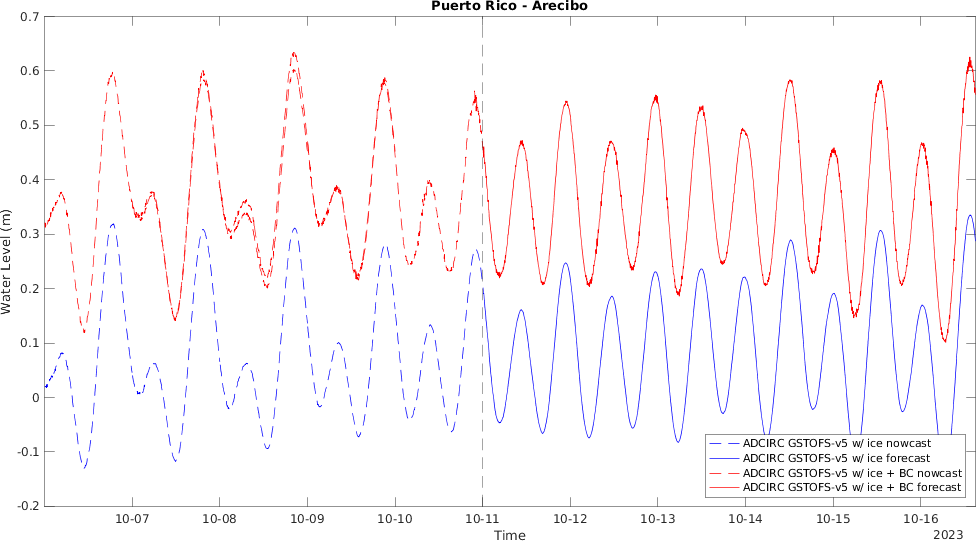 Puerto Rico - Arecibo
Water Level (m)
0.7
0.6
0.5
0.4
0.3
0.2
0.1
0
-0.1
-0.2
ADCIRC GSTOFS-v5 w/ ice nowcast
ADCIRC GSTOFS-v5 w/ ice forecast
ADCIRC GSTOFS-v5 w/ ice + BC nowcast
ADCIRC GSTOFS-v5 w/ ice + BC forecast
10-07 10-08 10-09 10-10 10-11 10-12 10-13 10-14 10-15 10-16
Time
2023